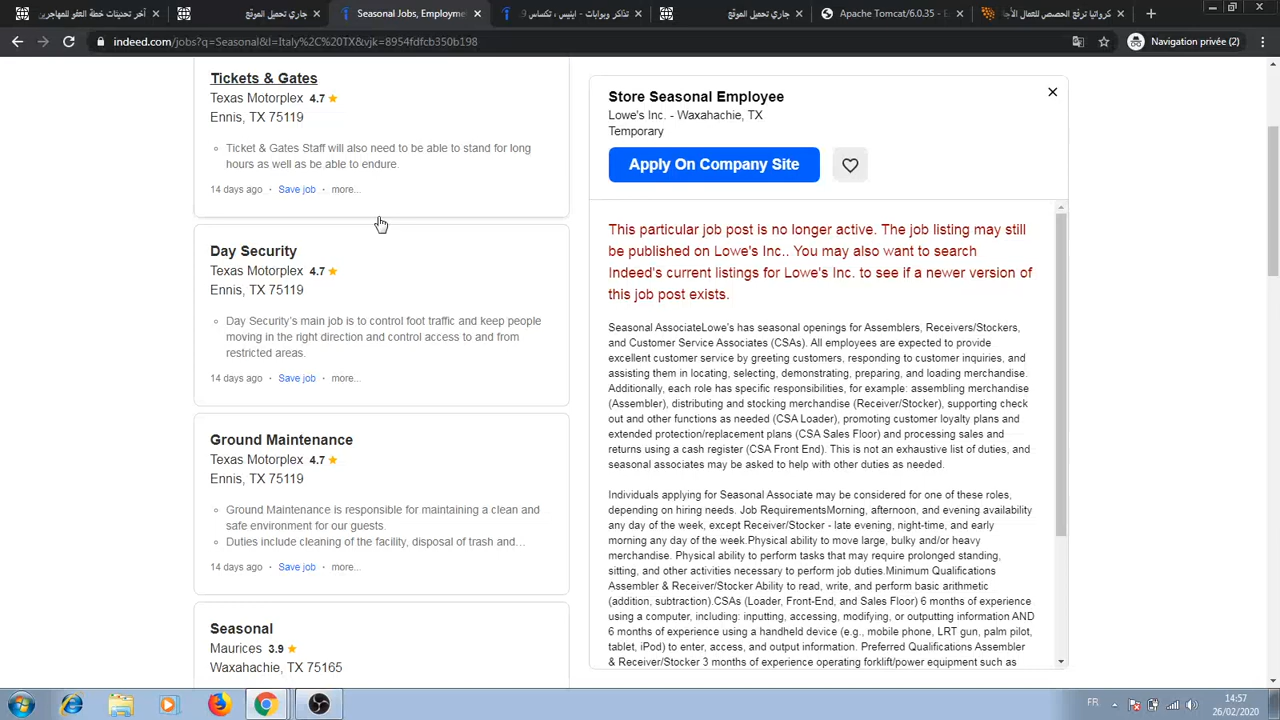 آخر تحديثات خطة العفو المهاجرين
جاري تحميل الموقع
Seasonal Jobs, Employme
تذاكر وبوابات - اينيس ، تكساس 9
جاري تحميل الموقع
Apache Tomcat/6.0.35 - E
كرواتيا ترفع الحصص للعمال الأجا
indeed.com/jobs?q=Seasonal&l=Italy%2C%20TX&vjk=8954fdfcb350b198
Navigation privée (2)
Tickets & Gates
Texas Motorplex 4.7
Ennis, TX 75119
Ticket & Gates Staff will also need to be able to stand for long
hours as well as be able to endure.
14 days ago · Save job · more...
Day Security
Texas Motorplex 4.7
Ennis, TX 75119
Day Security's main job is to control foot traffic and keep people
moving in the right direction and control access to and from
restricted areas.
14 days ago · Save job · more...
Ground Maintenance
Texas Motorplex 4.7
Ennis, TX 75119
Ground Maintenance is responsible for maintaining a clean and
safe environment for our guests.
Duties include cleaning of the facility, disposal of trash and...
14 days ago · Save job · more...
Seasonal
Maurices 3.9
Waxahachie, TX 75165
Store Seasonal Employee
Lowe's Inc. - Waxahachie, TX
Temporary
Apply On Company Site
This particular job post is no longer active. The job listing may still
be published on Lowe's Inc.. You may also want to search
Indeed's current listings for Lowe's Inc. to see if a newer version of
this job post exists.
Seasonal AssociateLowe's has seasonal openings for Assemblers, Receivers/Stockers,
and Customer Service Associates (CSAs). All employees are expected to provide
excellent customer service by greeting customers, responding to customer inquiries, and
assisting them in locating, selecting, demonstrating, preparing, and loading merchandise.
Additionally, each role has specific responsibilities, for example: assembling merchandise
(Assembler), distributing and stocking merchandise (Receiver/Stocker), supporting check
out and other functions as needed (CSA Loader), promoting customer loyalty plans and
extended protection/replacement plans (CSA Sales Floor) and processing sales and
returns using a cash register (CSA Front End). This is not an exhaustive list of duties, and
seasonal associates may be asked to help with other duties as needed.
Individuals applying for Seasonal Associate may be considered for one of these roles,
depending on hiring needs. Job RequirementsMorning, afternoon, and evening availability
any day of the week, except Receiver/Stocker - late evening, night-time, and early
morning any day of the week.Physical ability to move large, bulky and/or heavy
merchandise. Physical ability to perform tasks that may require prolonged standing,
sitting, and other activities necessary to perform job duties.Minimum Qualifications
Assembler & Receiver/Stocker Ability to read, write, and perform basic arithmetic
(addition, subtraction).CSAs (Loader, Front-End, and Sales Floor) 6 months of experience
using a computer, including: inputting, accessing, modifying, or outputting information AND
6 months of experience using a handheld device (e.g., mobile phone, LRT gun, palm pilot,
tablet, iPod) to enter, access, and output information. Preferred Qualifications Assembler
& Receiver/Stocker 3 months of experience operating forklift/power equipment such as
FR
14:57
26/02/2020